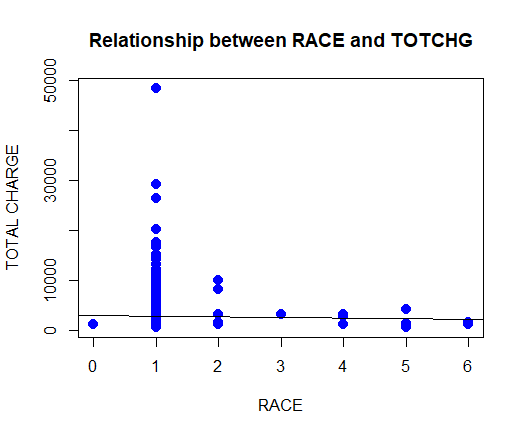 Relationship between RACE and TOTCHG
50000
30000
10000
0
TOTAL CHARGE
0 1 2 3 4 5 6
RACE